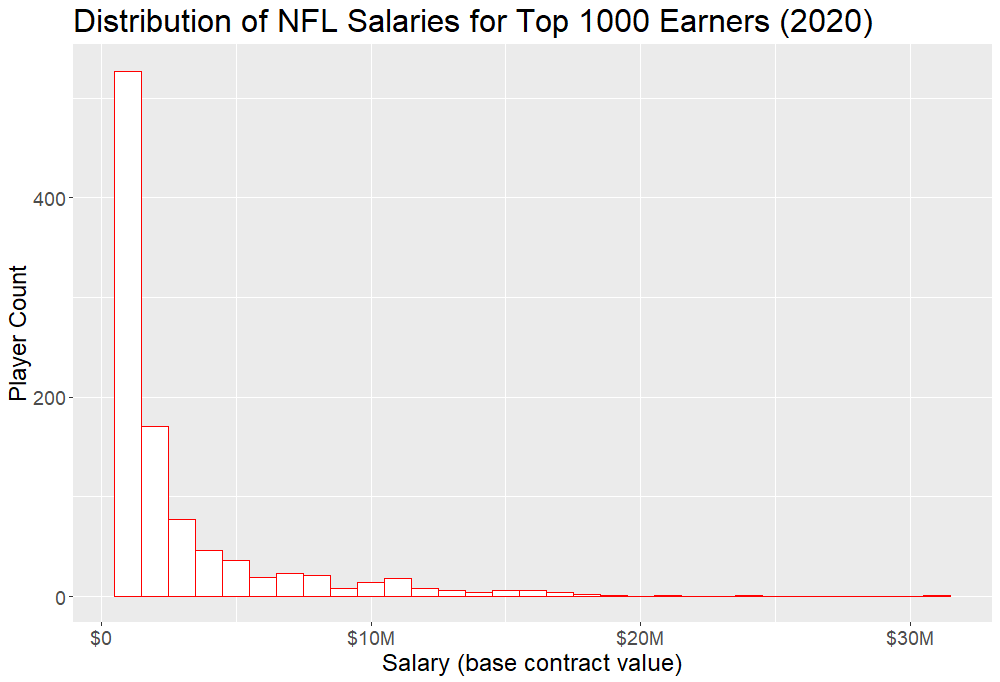 Distribution of NFL Salaries for Top 1000 Earners (2020)
Player Count
400
200
0
$0
$10M
$20M
$30M
Salary (base contract value)